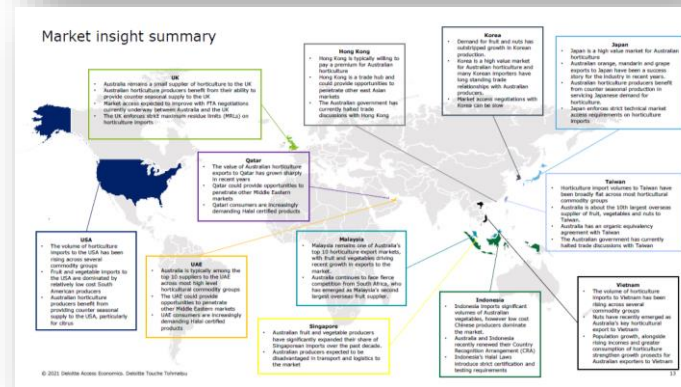 Market insight summary
UK
• Australia remains a small supplier of horticulture to the UK
• Australian horticulture producers benefit from their ability to
provide counter seasonal supply to the UK
• Market access expected to improve with FTA negotiations
currently underway between Australia and the UK
• The UK enforces strict maximum residue limits (MRLs) on
horticulture imports
Hong Kong
• Hong Kong is typically willing to
pay a premium for Australian
horticulture
• Hong Kong is a trade hub and
could provide opportunities to
penetrate other east Asian
markets
• The Australian government has
currently halted trade
discussions with Hong Kong
Korea
• Demand for fruit and nuts has
outstripped growth in Korean
production.
• Korea is a high value market
for Australian horticulture and
many Korean importers have
long standing trade
relationships with Australian
producers.
• Market access negotiations with
Korea can be slow
Japan
• Japan is a high value market for Australian
horticulture
• Australian orange, mandarin and grape
exports to Japan have been a success
story for the industry in recent years.
• Australian horticulture producers benefit
from counter seasonal production in
servicing Japanese demand for
horticulture.
• Japan enforces strict technical market
access requirements on horticulture
imports
Qatar
• The value of Australian horticulture
exports to Qatar has grown sharply
in recent years
• Qatar could provide opportunities to
penetrate other Middle Eastern
markets
• Qatari consumers are increasingly
demanding Halal certified products
Taiwan
• Horticulture import volumes to Taiwan have
been broadly flat across most horticultural
commodity groups
• Australia is about the 10th largest overseas
supplier of fruit, vegetables and nuts to
Taiwan.
• Australia has an organic equivalency
agreement with Taiwan
• The Australian government has currently
halted trade discussions with Taiwan
USA
• The volume of horticulture
imports to the USA has been
rising across several
commodity groups
• Fruit and vegetable imports to
the USA are dominated by
relatively low cost South
American producers
• Australian horticulture
producers benefit from
providing counter seasonal
supply to the USA, particularly
for citrus
UAE
• Australia is typically among the
top 10 suppliers to the UAE
across most high level
horticultural commodity groups
• The UAE could provide
opportunities to penetrate
other Middle Eastern markets
• UAE consumers are increasingly
demanding Halal certified
products
Malaysia
• Malaysia remains one of Australia's
top 10 horticulture export markets,
with fruit and vegetables driving
recent growth in exports to the
market.
• Australia continues to face fierce
competition from South Africa, who
has emerged as Malaysia's second
largest overseas fruit supplier.
Singapore
• Australian fruit and vegetable producers
have significantly expanded their share of
Singaporean imports over the past decade.
• Australian producers expected to be
disadvantaged in transport and logistics to
the market
Indonesia
• Indonesia imports significant
volumes of Australian
vegetables, however low cost
Chinese producers dominate
the market.
• Australia and Indonesia
recently renewed their Country
Recognition Arrangement (CRA)
• Indonesia's Halal Laws
introduce strict certification and
testing requirements
Vietnam
• The volume of horticulture
imports to Vietnam has been
rising across several
commodity groups
• Nuts have recently emerged as
Australia's key horticultural
export to Vietnam
• Population growth, alongside
rising incomes and greater
consumption of horticulture
strengthen growth prospects for
Australian exporters to Vietnam
© 2021 Deloitte Access Economics. Deloitte Touche Tohmatsu
13